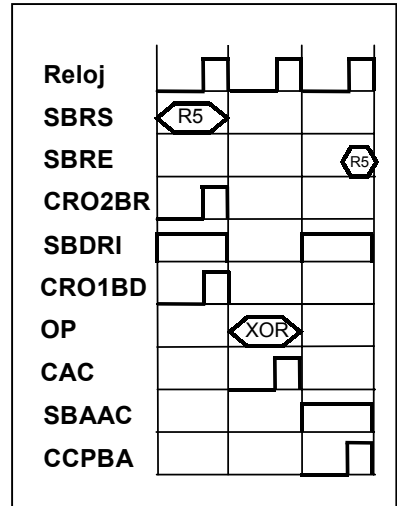 Reloj
SBRS R5
SBRE R5
CRO2BR
SBDRI
CRO1BD
OP XOR
CAC
SBAAC
CCPBA